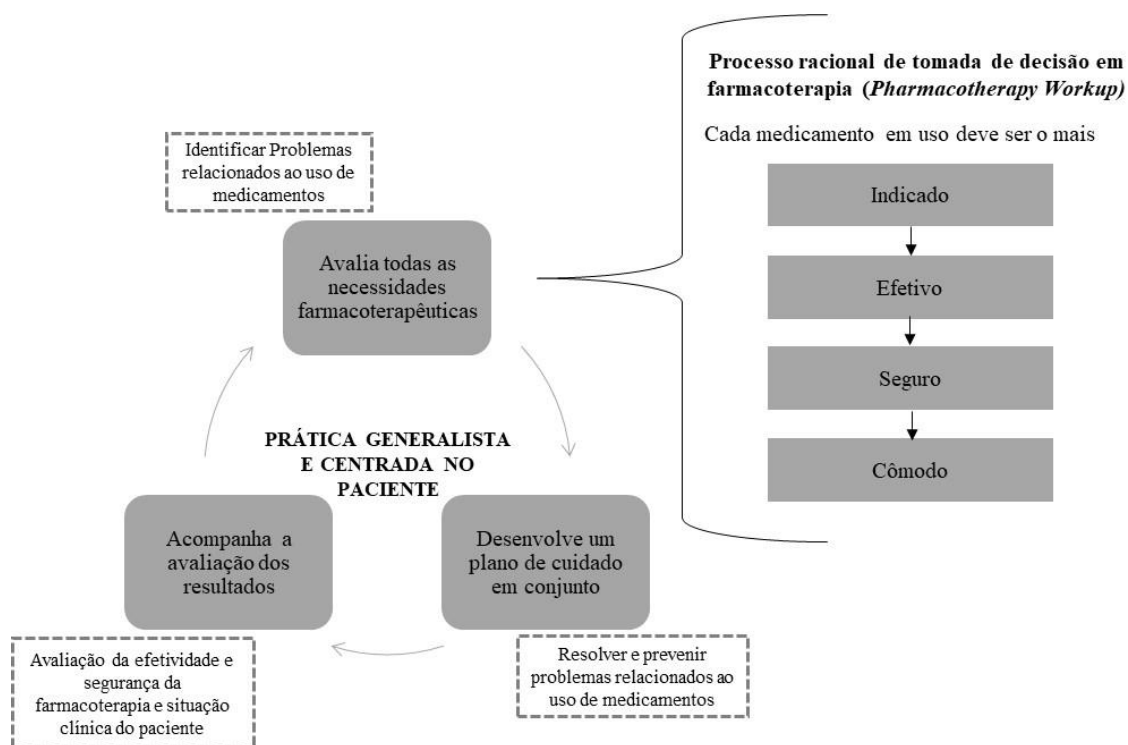 Processo racional de tomada de decisão em
farmacoterapia (Pharmacotherapy Workup)
Cada medicamento em uso deve ser o mais
Indicado
Efetivo
Seguro
Cômodo
Identificar Problemas
relacionados ao uso de
medicamentos
Avalia todas as
necessidades
farmacoterapêuticas
PRÁTICA GENERALISTA
E CENTRADA NO
PACIENTE
Acompanha a
avaliação dos
resultados
Desenvolve um
plano de cuidado
em conjunto
Avaliação da efetividade e
segurança da
farmacoterapia e situação
clínica do paciente
Resolver e prevenir
problemas relacionados ao
uso de medicamentos